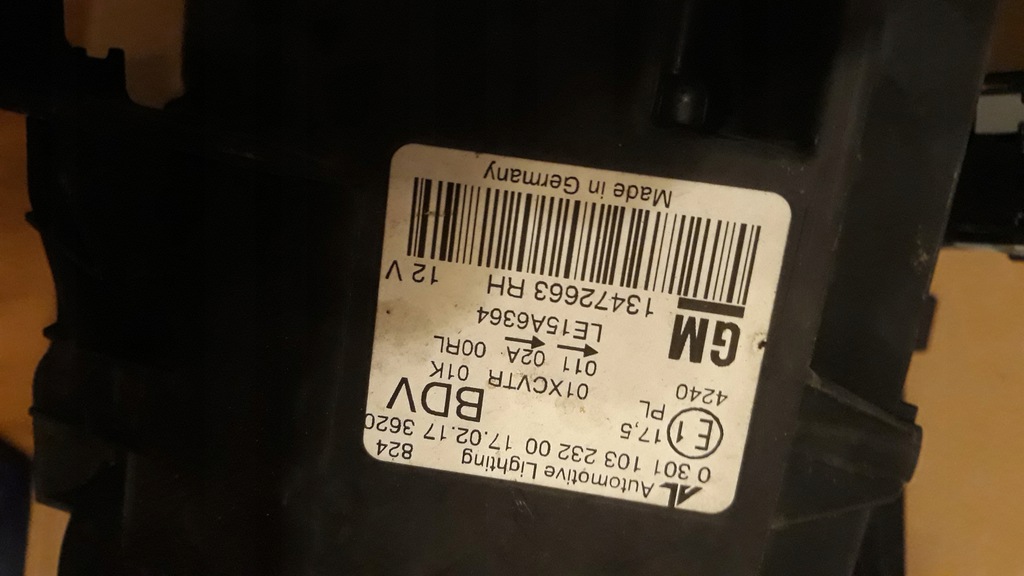 AL Automotive Lighting 824
0 301 103 232 00 17.02.17 3620
E1 17,5 BDV
PL
4240 01XCVTR 01K
011 02A 00RL
GM LE15A6364
13472663 RH 12 V
Made in Germany